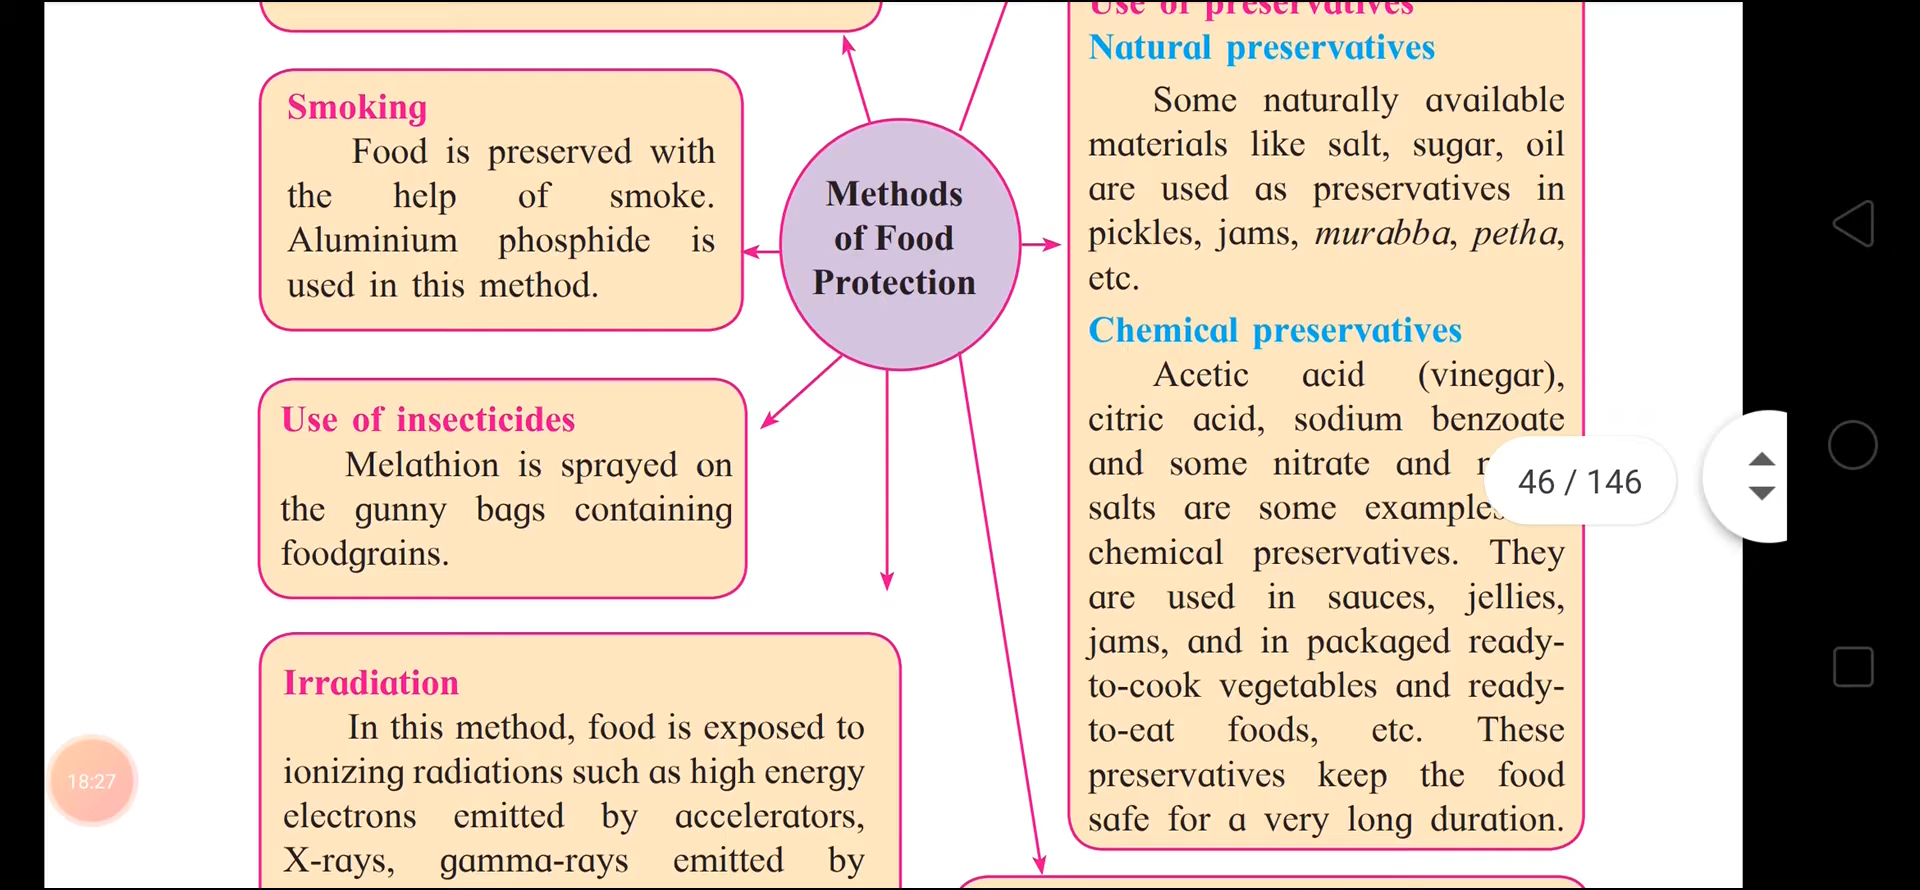 Smoking
Food is preserved with
the help of smoke.
Aluminium phosphide is
used in this method.
Use of insecticides
Melathion is sprayed on
the gunny bags containing
foodgrains.
Irradiation
In this method, food is exposed to
ionizing radiations such as high energy
electrons emitted by accelerators,
X-rays, gamma-rays emitted by
Methods
of Food
Protection
Use of preservatives
Natural preservatives
Some naturally available
materials like salt, sugar, oil
are used as preservatives in
pickles, jams, murabba, petha,
etc.
Chemical preservatives
Acetic acid (vinegar),
citric acid, sodium benzoate
and some nitrate and
salts are some examples
chemical preservatives. They
are used in sauces, jellies,
jams, and in packaged ready-
to-cook vegetables and ready-
to-eat foods, etc. These
preservatives keep the food
safe for a very long duration.
46 / 146
18:27